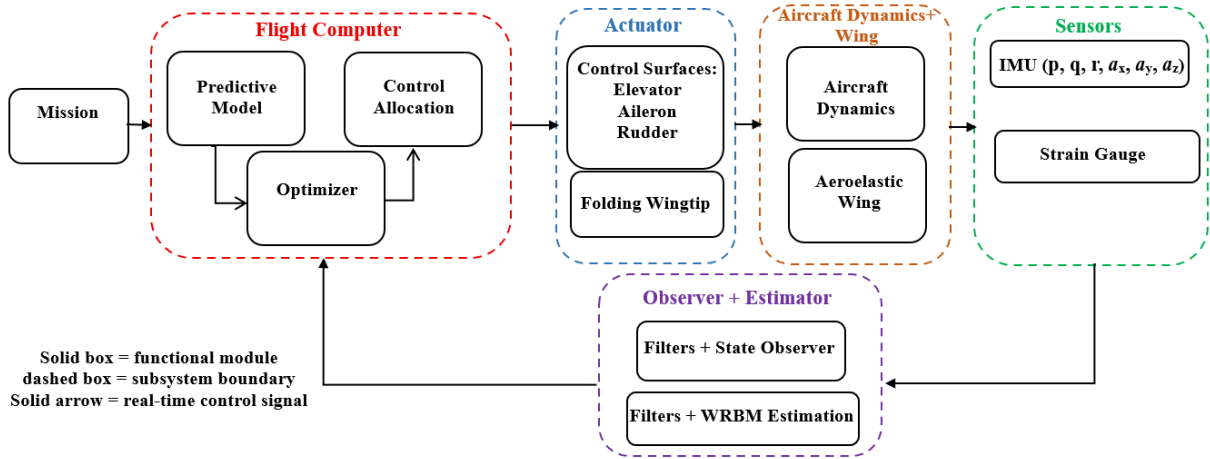 Mission
Flight Computer
Predictive
Model
Control
Allocation
Optimizer
Actuator
Control Surfaces:
Elevator
Aileron
Rudder
Folding Wingtip
Aircraft Dynamics+
Wing
Aircraft
Dynamics
Aeroelastic
Wing
Sensors
IMU (p, q, r, aₓ, aᵧ, a_z)
Strain Gauge
Observer + Estimator
Filters + State Observer
Filters + WRBM Estimation
Solid box = functional module
dashed box = subsystem boundary
Solid arrow = real-time control signal